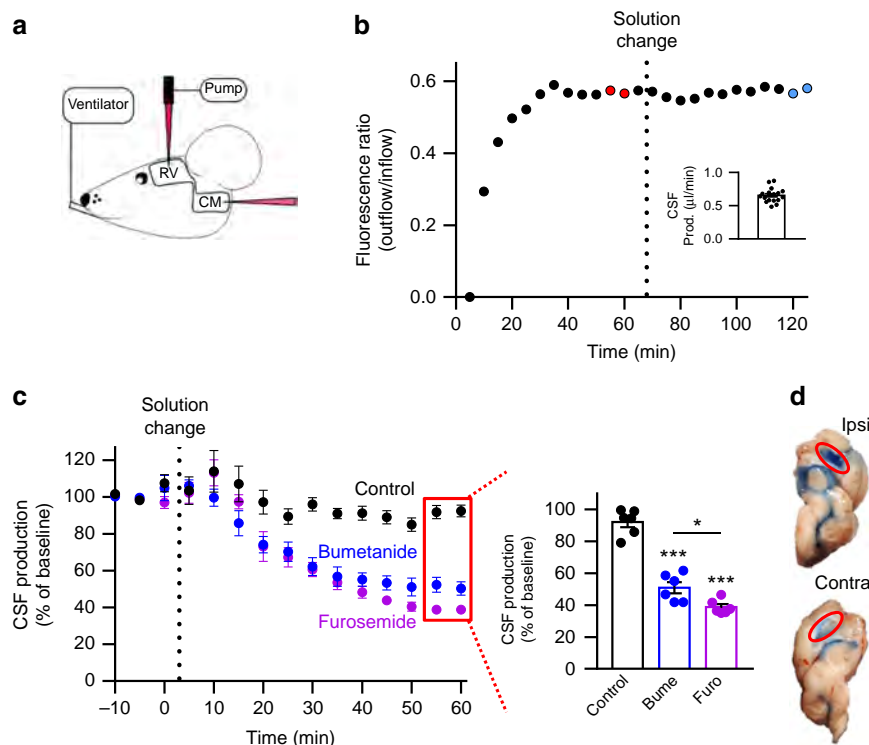 a
Ventilator
Pump
RV
CM
b
Solution
change
Fluorescence ratio
(outflow/inflow)
0.6
0.4
0.2
0.0
0 20 40 60 80 100 120
Time (min)
CSF
Prod. (µl/min)
1.0
0.5
0.0
c
Solution
change
CSF production
(% of baseline)
120
100
80
60
40
20
0
–10 0 10 20 30 40 50 60
Time (min)
Control
Bumetanide
Furosemide
CSF production
(% of baseline)
100
80
60
40
20
0
*
***
***
Control Bume Furo
d
Ipsi
Contra